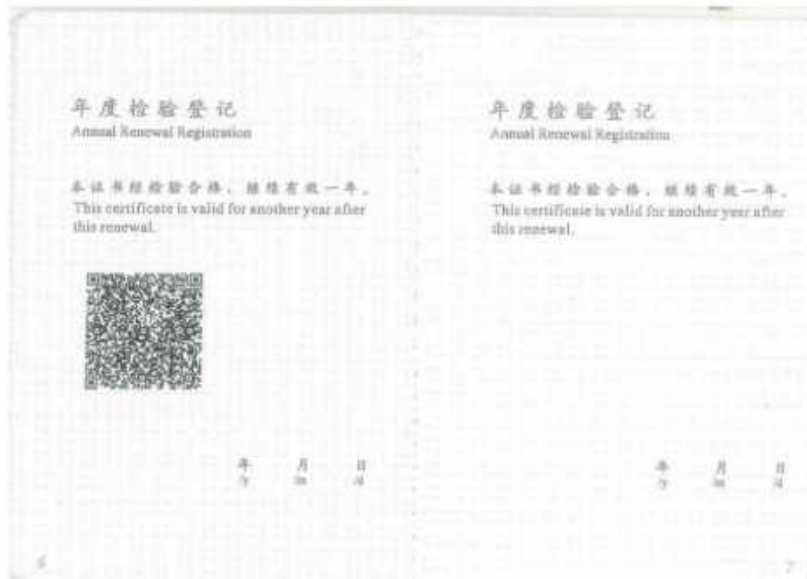 年度检验登记
Annual Renewal Registration
本证书经检验合格，继续有效一年。
This certificate is valid for another year after
this renewal.
年 月 日
/y /m /d
6
年度检验登记
Annual Renewal Registration
本证书经检验合格，继续有效一年。
This certificate is valid for another year after
this renewal.
年 月 日
/y /m /d
7